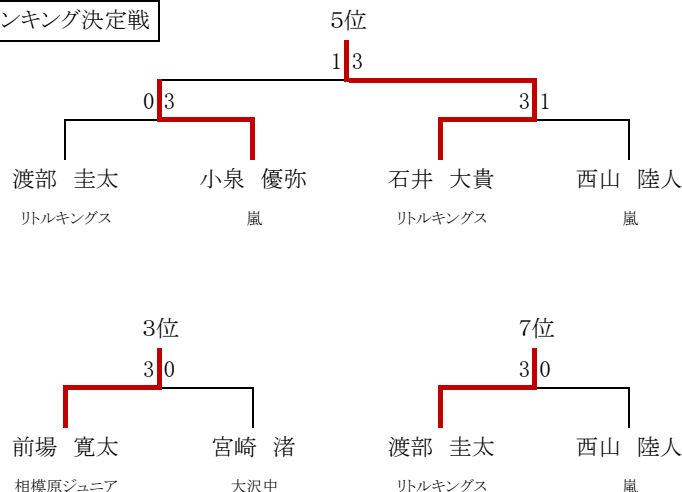 ンキング決定戦
5位
1 3
0 3
3 1
渡部 圭太
小泉 優弥
石井 大貴
西山 陸人
リトルキングス
嵐
リトルキングス
嵐
3位
7位
3 0
3 0
前場 寛太
宮崎 渚
渡部 圭太
西山 陸人
相模原ジュニア
大沢中
リトルキングス
嵐